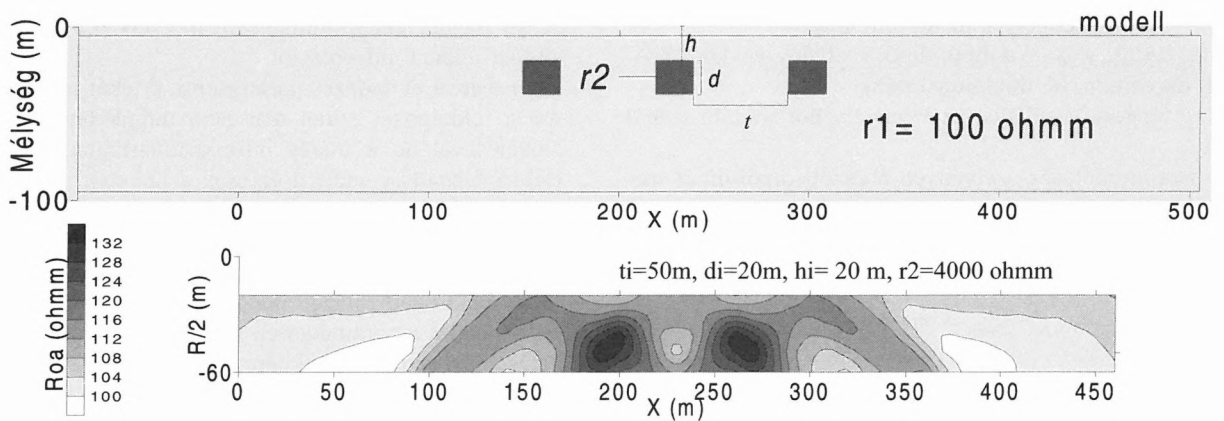 modell
0
Mélység (m)
-100
h
r2
d
t
r1= 100 ohmm
0 100 200 300 400 500
X (m)
Roa (ohmm)
132
128
124
120
116
112
108
104
100
ti=50m, di=20m, hi= 20 m, r2=4000 ohmm
0
R/2 (m)
-60
0 50 100 150 200 250 300 350 400 450
X (m)